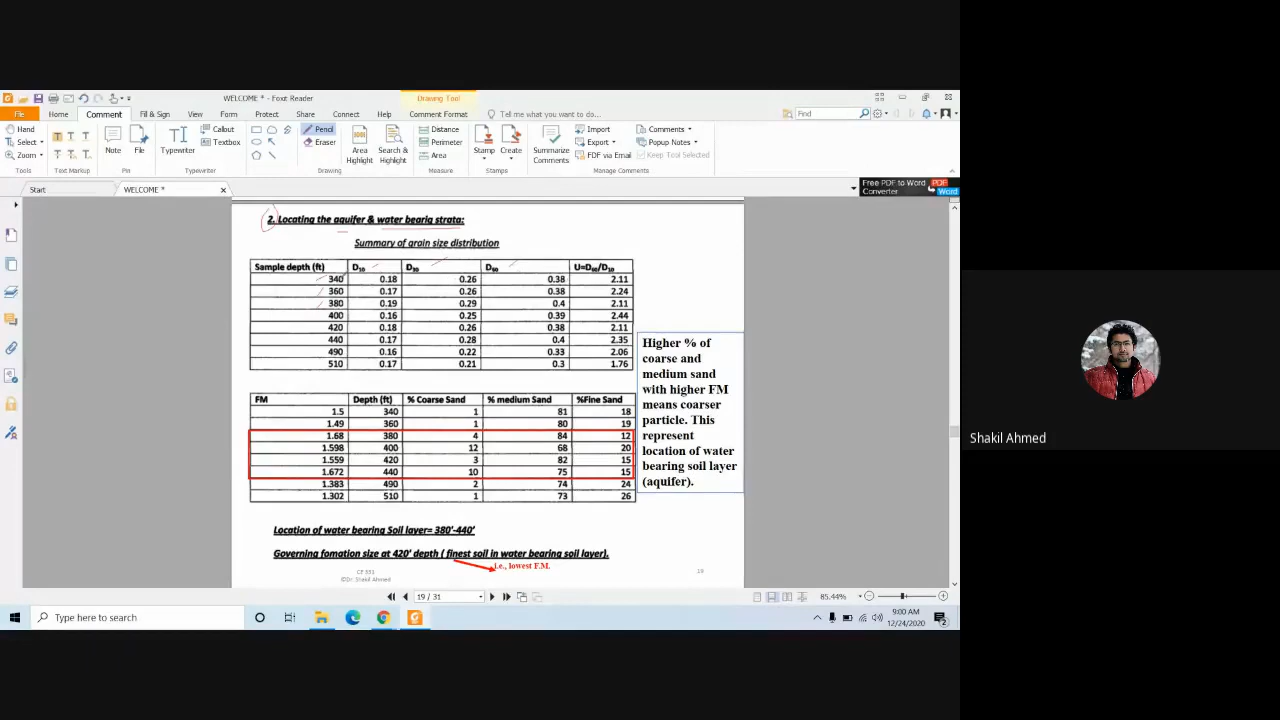 WELCOME * - Foxit Reader
Drawing Tool
File Home Comment Fill & Sign View Form Protect Share Connect Help Comment Format Tell me what you want to do... Find
Hand
Select
Zoom
Tools
Text Markup
Note
File
Pin
Typewriter
Callout
Textbox
Typewriter
Pencil
Eraser
Drawing
Area Highlight
Search & Highlight
Distance
Perimeter
Area
Measure
Stamp
Create
Stamps
Summarize Comments
Import
Export
FDF via Email
Comments
Popup Notes
Keep Tool Selected
Manage Comments
Start
WELCOME *
Free PDF to Word Converter
PDF
Word
2. Locating the aquifer & water bearig strata:
Summary of grain size distribution
Sample depth (ft) D10 D30 D60 U=D60/D10
340 0.18 0.26 0.38 2.11
360 0.17 0.26 0.38 2.24
380 0.19 0.29 0.4 2.11
400 0.16 0.25 0.39 2.44
420 0.18 0.26 0.38 2.11
440 0.17 0.28 0.4 2.35
490 0.16 0.22 0.33 2.06
510 0.17 0.21 0.3 1.76
FM Depth (ft) % Coarse Sand % medium Sand %Fine Sand
1.5 340 1 81 18
1.49 360 1 80 19
1.68 380 4 84 12
1.598 400 12 68 20
1.559 420 3 82 15
1.672 440 10 75 15
1.383 490 2 74 24
1.302 510 1 73 26
Higher % of
coarse and
medium sand
with higher FM
means coarser
particle. This
represent
location of water
bearing soil layer
(aquifer).
Location of water bearing Soil layer= 380'-440'
Governing fomation size at 420' depth ( finest soil in water bearing soil layer).
i.e., lowest F.M.
CE 331
©Dr. Shakil Ahmed
19
19 / 31
85.44%
Type here to search
9:00 AM
12/24/2020
2
Shakil Ahmed